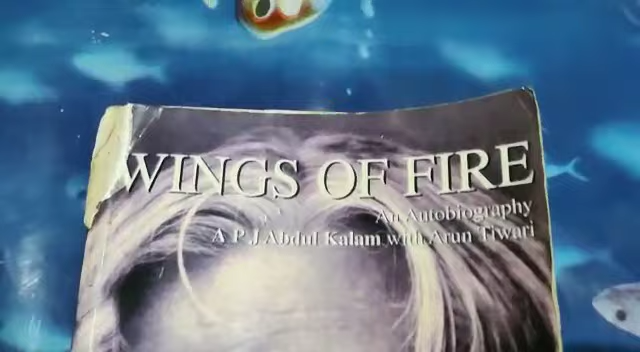 WINGS OF FIRE
An Autobiography
A P J Abdul Kalam with Arun Tiwari